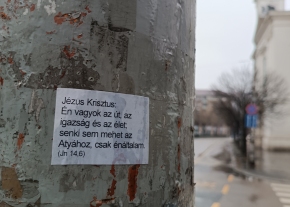 Jézus Krisztus:
Én vagyok az út, az
igazság és az élet;
senki sem mehet az
Atyához, csak énáltalam.
(Jn 14,6)